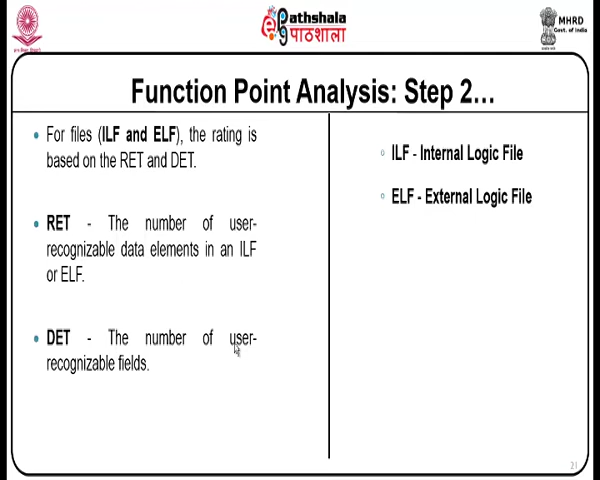 Pathshala
पाठशाला
MHRD
Govt. of India
Function Point Analysis: Step 2…
For files (ILF and ELF), the rating is
based on the RET and DET.
RET - The number of user-
recognizable data elements in an ILF
or ELF.
DET - The number of user-
recognizable fields.
ILF - Internal Logic File
ELF - External Logic File
21